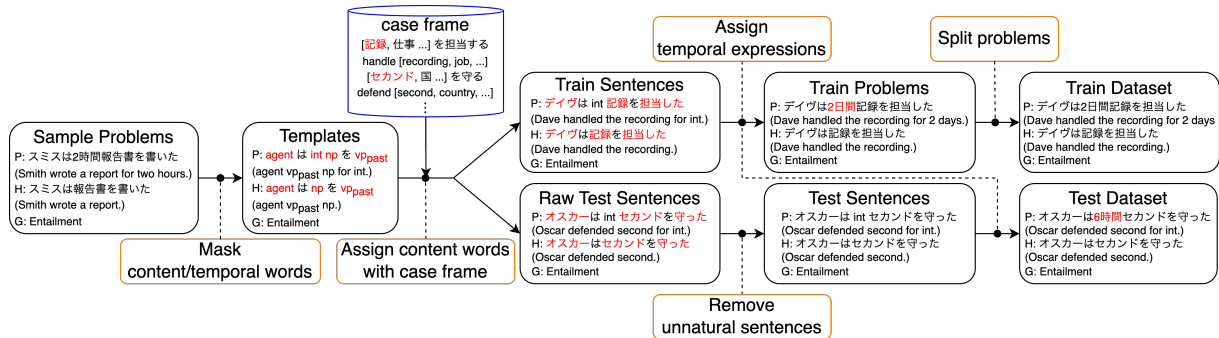 case frame
[記録, 仕事 ...] を担当する
handle [recording, job, ...]
[セカンド, 国 ...] を守る
defend [second, country, ...]
Assign
temporal expressions
Split problems
Sample Problems
P: スミスは2時間報告書を書いた
(Smith wrote a report for two hours.)
H: スミスは報告書を書いた
(Smith wrote a report.)
G: Entailment
Templates
P: agent は int np を vppast
(agent vppast np for int.)
H: agent は np を vppast
(agent vppast np.)
G: Entailment
Train Sentences
P: デイヴは int 記録を担当した
(Dave handled the recording for int.)
H: デイヴは記録を担当した
(Dave handled the recording.)
G: Entailment
Train Problems
P: デイヴは2日間記録を担当した
(Dave handled the recording for 2 days.)
H: デイヴは記録を担当した
(Dave handled the recording.)
G: Entailment
Train Dataset
P: デイヴは2日間記録を担当した
(Dave handled the recording for 2 days
H: デイヴは記録を担当した
(Dave handled the recording.)
G: Entailment
Raw Test Sentences
P: オスカーは int セカンドを守った
(Oscar defended second for int.)
H: オスカーはセカンドを守った
(Oscar defended second.)
G: Entailment
Test Sentences
P: オスカーは int セカンドを守った
(Oscar defended second for int.)
H: オスカーはセカンドを守った
(Oscar defended second.)
G: Entailment
Test Dataset
P: オスカーは6時間セカンドを守った
(Oscar defended second for int.)
H: オスカーはセカンドを守った
(Oscar defended second.)
G: Entailment
Mask
content/temporal words
Assign content words
with case frame
Remove
unnatural sentences